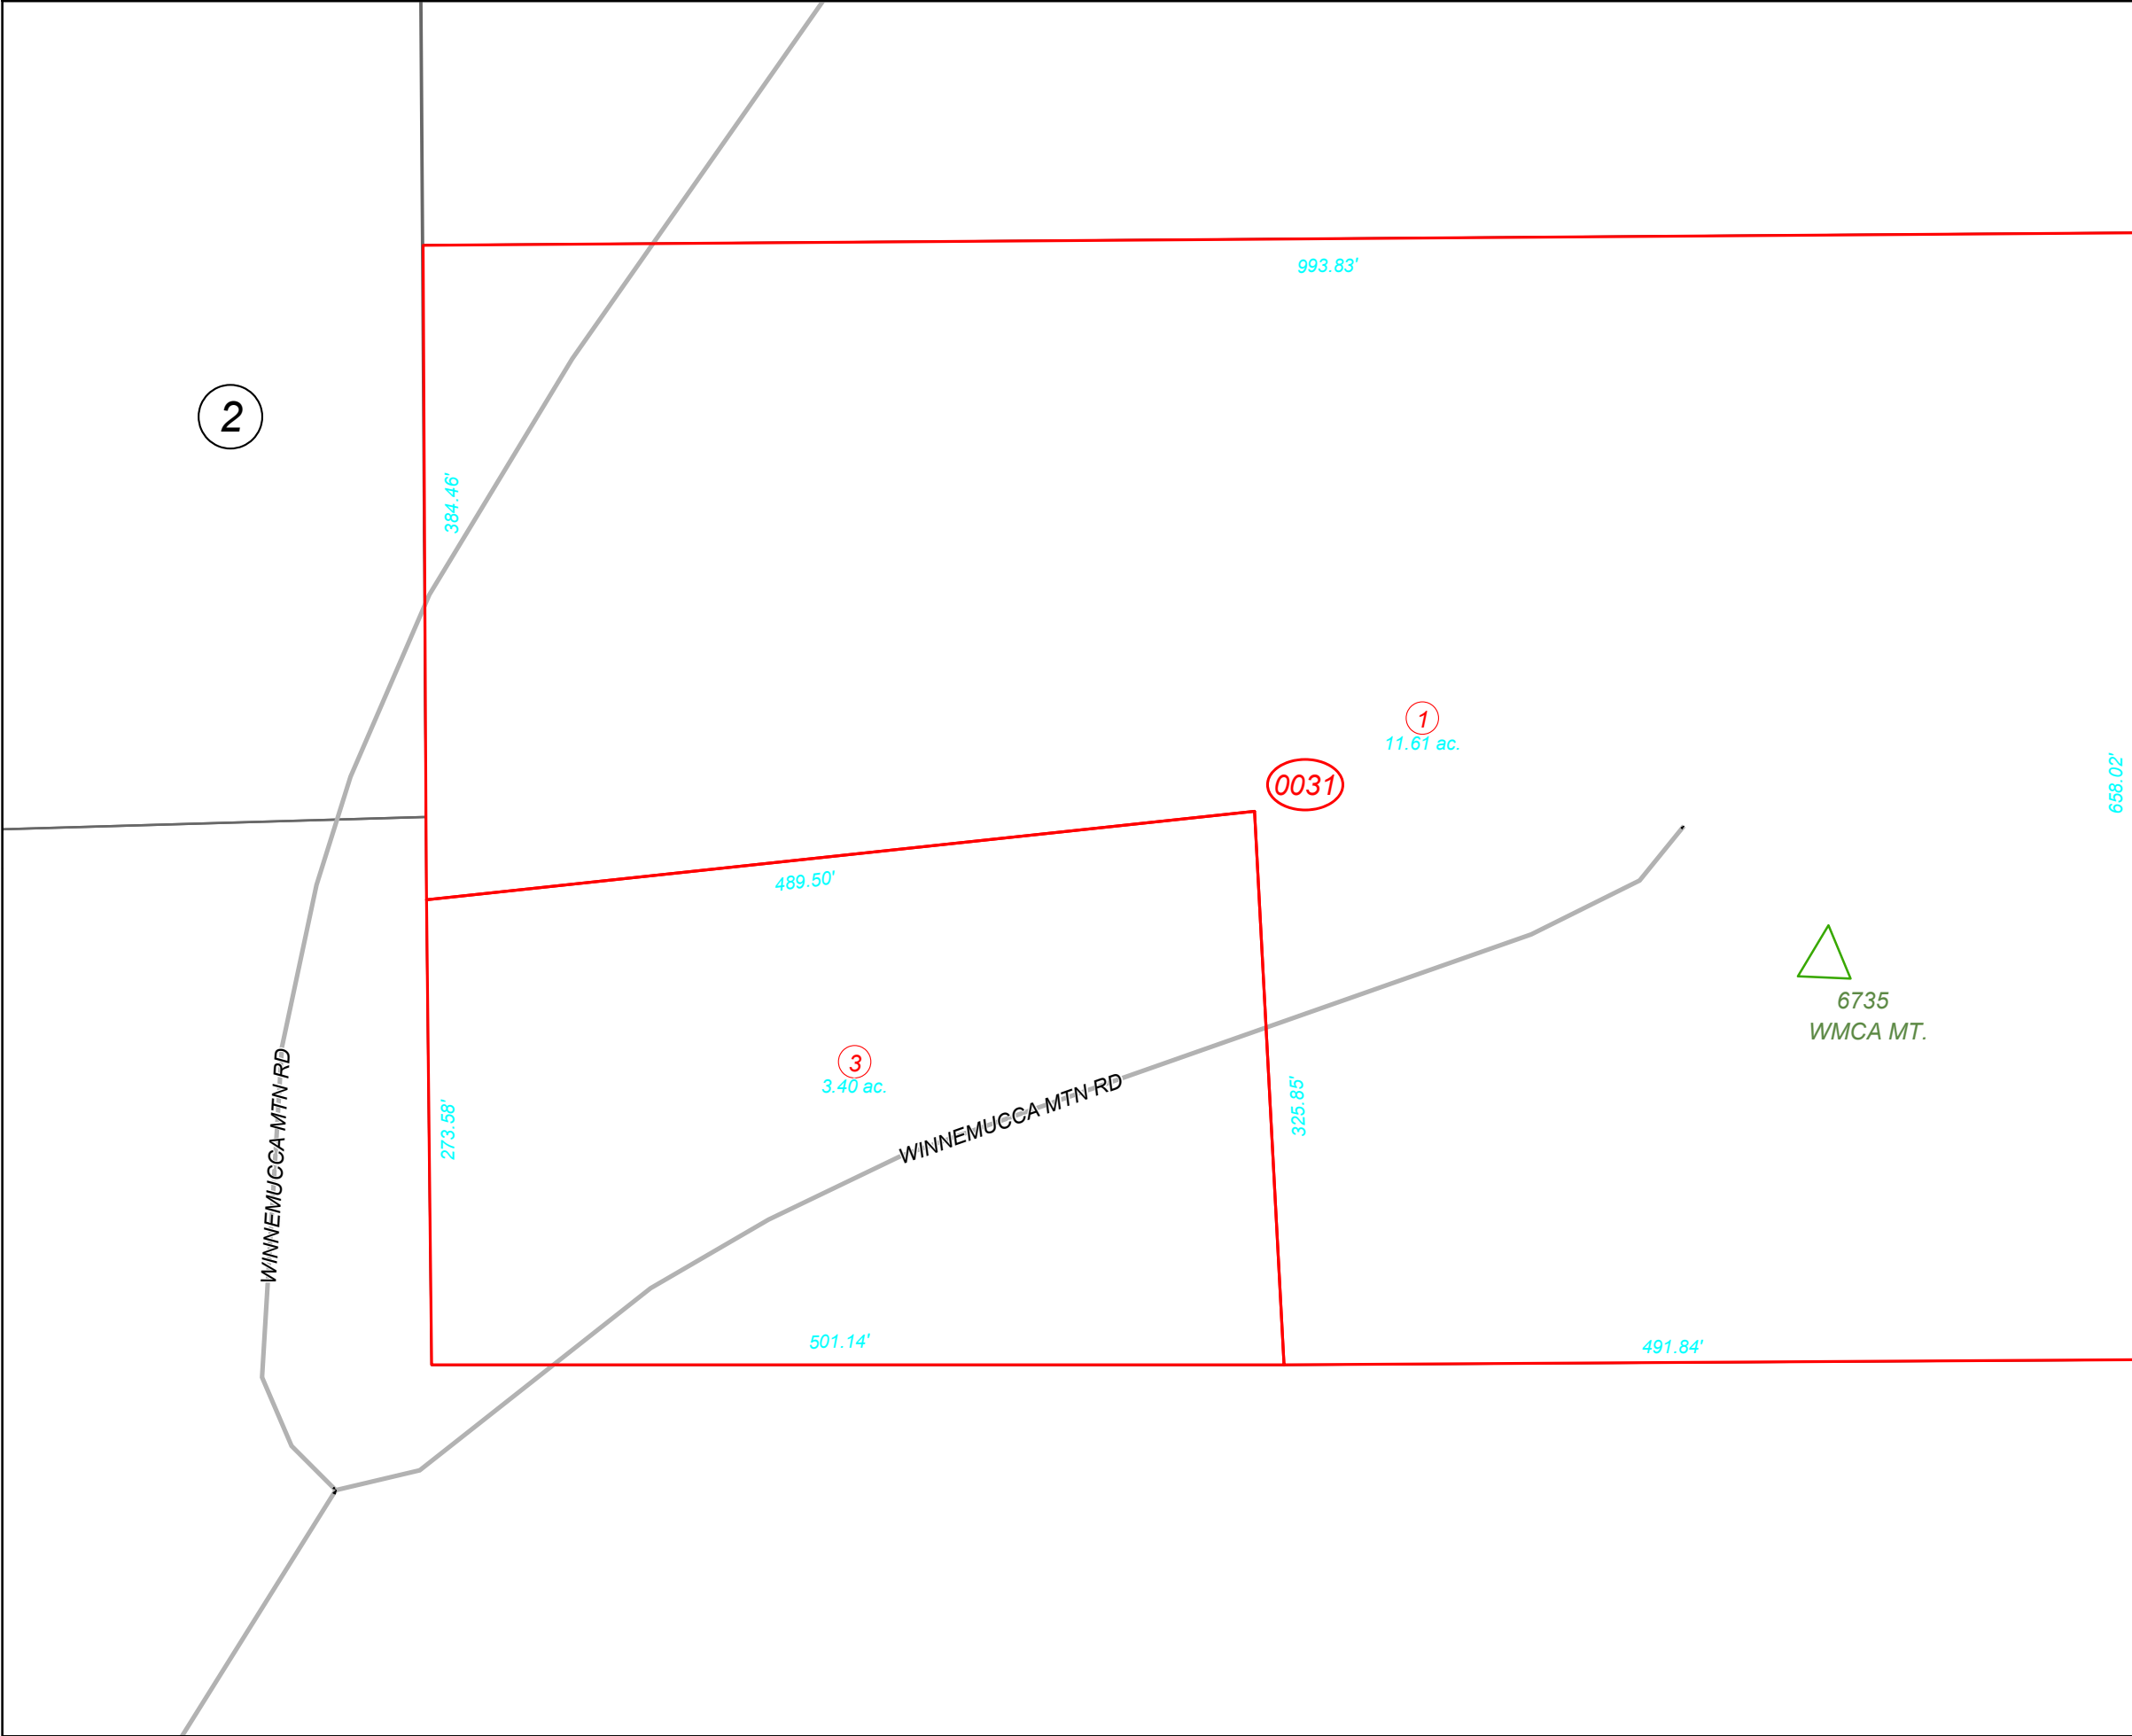 993.83'
2
384.46'
1
11.61 ac.
0031
658.02'
489.50'
6735
WMCA MT.
3
3.40 ac.
WINNEMUCCA MTN RD
WINNEMUCCA MTN RD
273.58'
325.85'
501.14'
491.84'